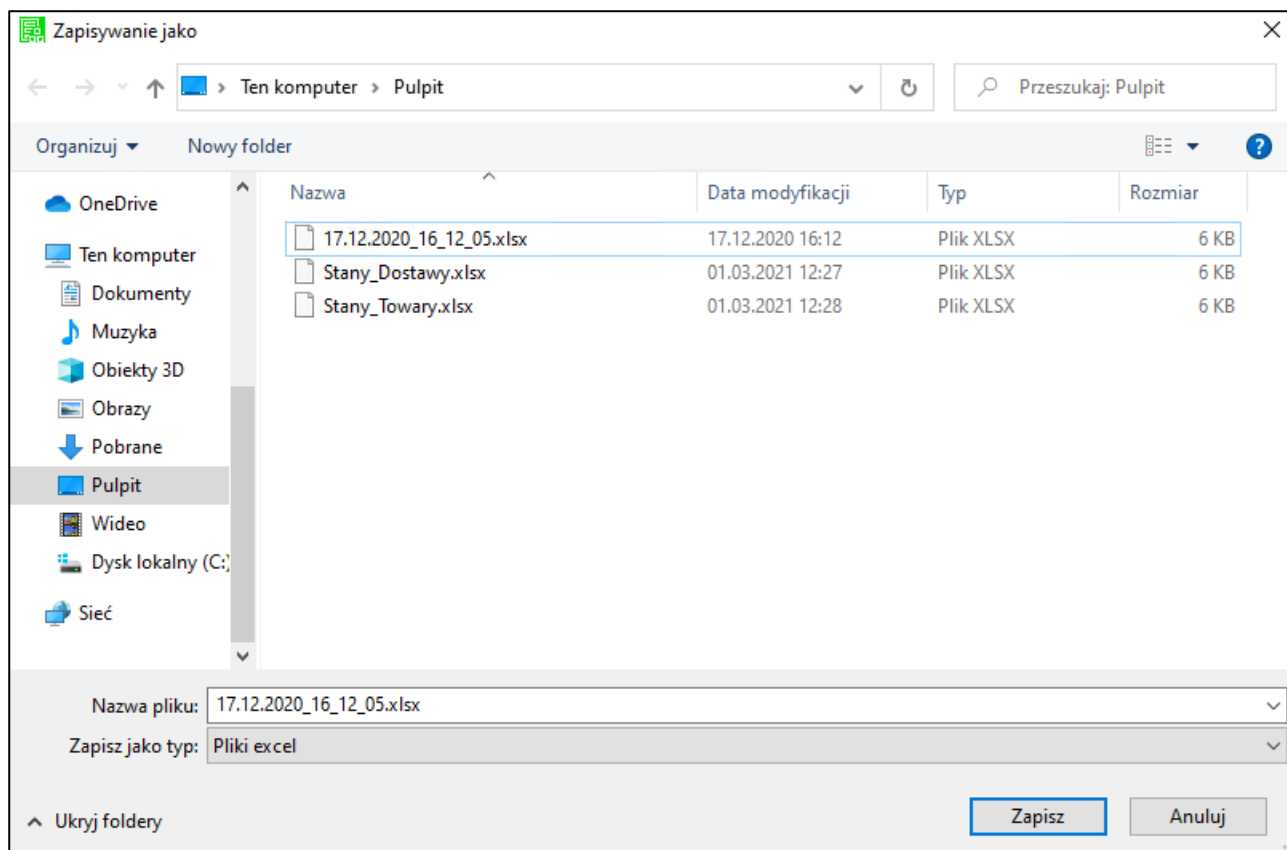 Zapisywanie jako
Ten komputer > Pulpit
Przeszukaj: Pulpit
Organizuj
Nowy folder
OneDrive
Ten komputer
Dokumenty
Muzyka
Obiekty 3D
Obrazy
Pobrane
Pulpit
Wideo
Dysk lokalny (C:)
Sieć
Nazwa Data modyfikacji Typ Rozmiar
17.12.2020_16_12_05.xlsx 17.12.2020 16:12 Plik XLSX 6 KB
Stany_Dostawy.xlsx 01.03.2021 12:27 Plik XLSX 6 KB
Stany_Towary.xlsx 01.03.2021 12:28 Plik XLSX 6 KB
Nazwa pliku: 17.12.2020_16_12_05.xlsx
Zapisz jako typ: Pliki excel
Ukryj foldery
Zapisz
Anuluj